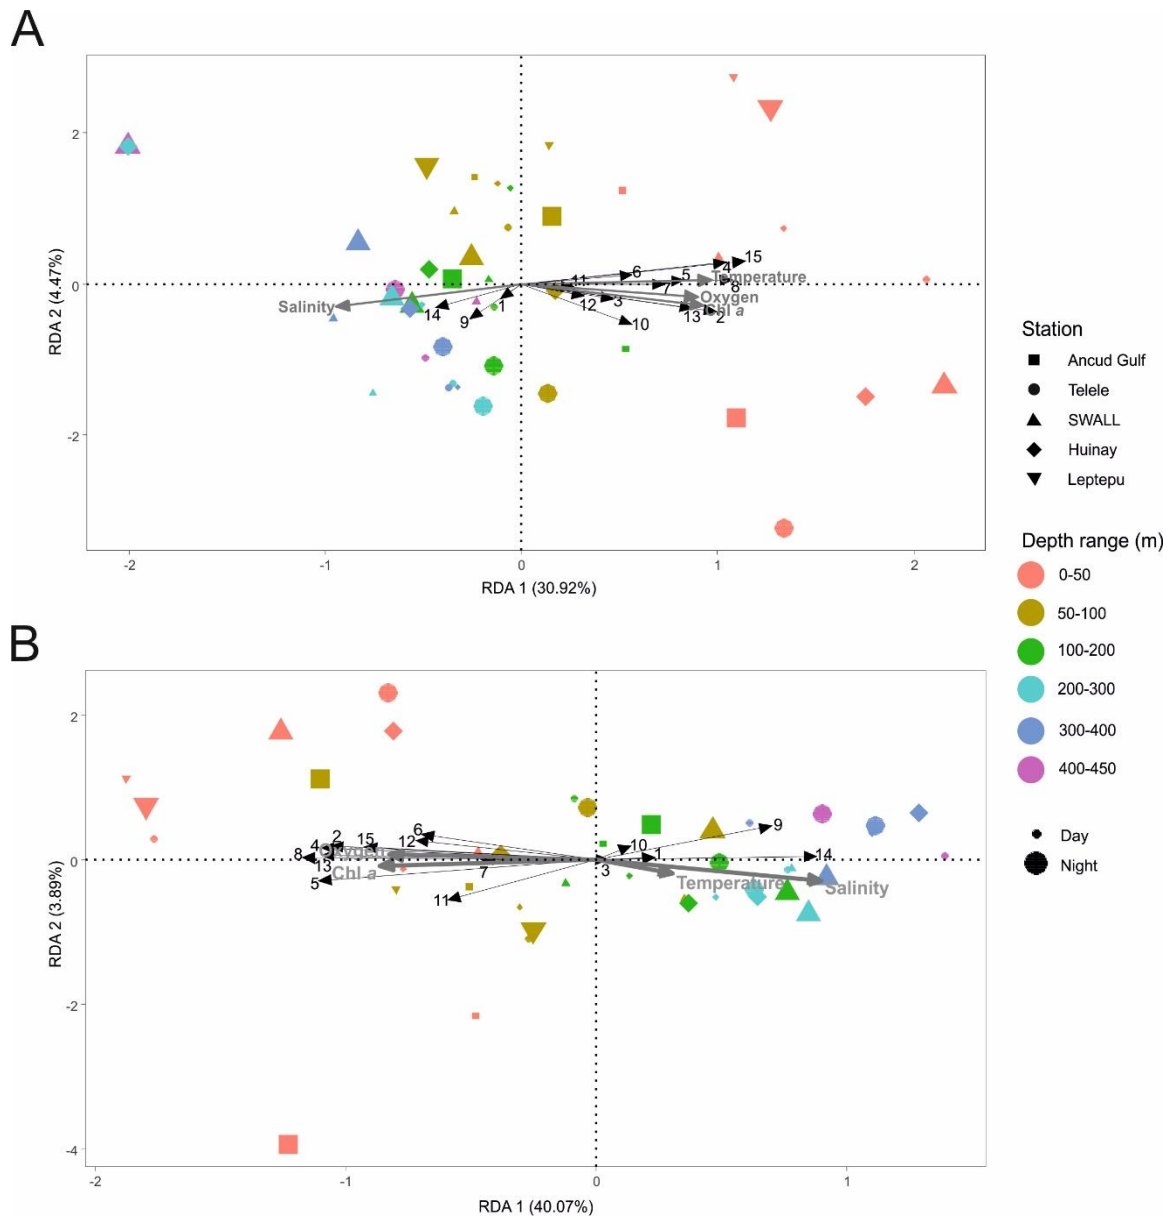 A
2
0
-2
RDA 2 (4.47%)
15
4
6
5
Temperature
11
7
8
Oxygen
12
3
Chl a
13
2
10
Salinity
14
9
1
-2
-1
0
1
2
RDA 1 (30.92%)
Station
Ancud Gulf
Telele
SWALL
Huinay
Leptepu
Depth range (m)
0-50
50-100
100-200
200-300
300-400
400-450
Day
Night
B
2
0
-2
-4
RDA 2 (3.89%)
6
2
15
12
4
Oxygen
8
13
Chl a
7
5
11
9
10
1
14
3
Temperature
Salinity
-2
-1
0
1
RDA 1 (40.07%)